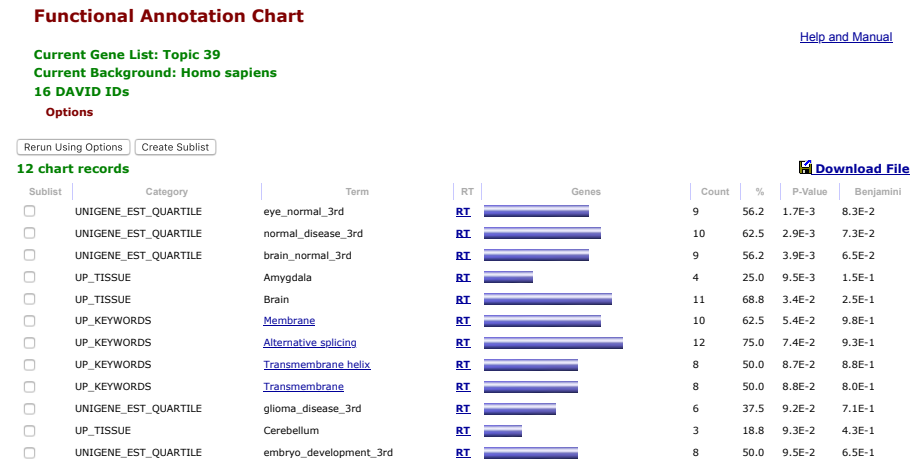 Functional Annotation Chart
Help and Manual
Current Gene List: Topic 39
Current Background: Homo sapiens
16 DAVID IDs
Options
Rerun Using Options Create Sublist
12 chart records Download File
Sublist Category Term RT Genes Count % P-Value Benjamini
UNIGENE_EST_QUARTILE eye_normal_3rd RT 9 56.2 1.7E-3 8.3E-2
UNIGENE_EST_QUARTILE normal_disease_3rd RT 10 62.5 2.9E-3 7.3E-2
UNIGENE_EST_QUARTILE brain_normal_3rd RT 9 56.2 3.9E-3 6.5E-2
UP_TISSUE Amygdala RT 4 25.0 9.5E-3 1.5E-1
UP_TISSUE Brain RT 11 68.8 3.4E-2 2.5E-1
UP_KEYWORDS Membrane RT 10 62.5 5.4E-2 9.8E-1
UP_KEYWORDS Alternative splicing RT 12 75.0 7.4E-2 9.3E-1
UP_KEYWORDS Transmembrane helix RT 8 50.0 8.7E-2 8.8E-1
UP_KEYWORDS Transmembrane RT 8 50.0 8.8E-2 8.0E-1
UNIGENE_EST_QUARTILE glioma_disease_3rd RT 6 37.5 9.2E-2 7.1E-1
UP_TISSUE Cerebellum RT 3 18.8 9.3E-2 4.3E-1
UNIGENE_EST_QUARTILE embryo_development_3rd RT 8 50.0 9.5E-2 6.5E-1